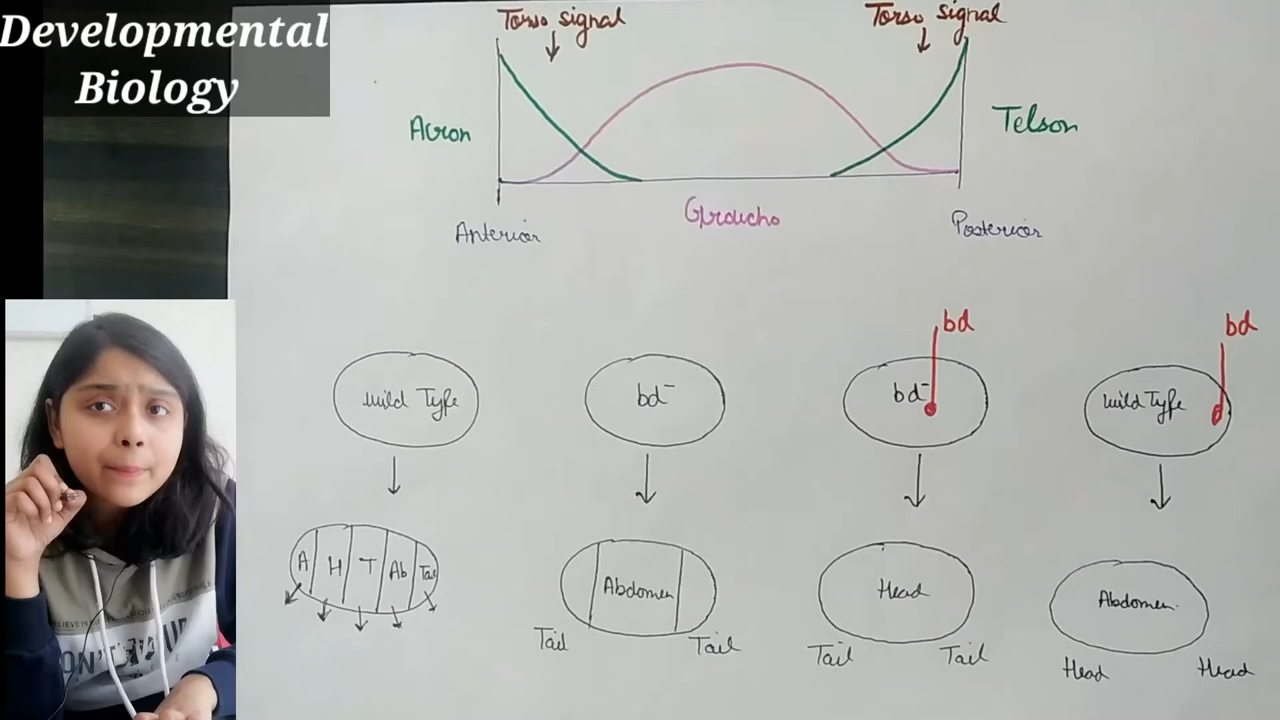 Developmental
Biology
Torso signal
Torso signal
Acron
Telson
Groucho
Anterior
Posterior
bd
bd
Wild Type
bd⁻
bd⁻
Wild Type
A H T Ab Tail
Abdomen
Head
Abdomen
Tail
Tail
Tail
Tail
Head
Head